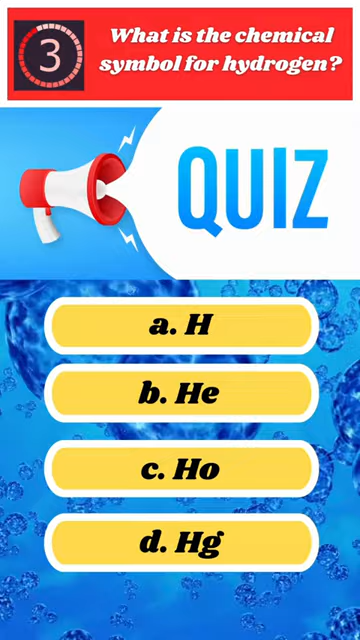 3
What is the chemical
symbol for hydrogen?
QUIZ
a. H
b. He
c. Ho
d. Hg